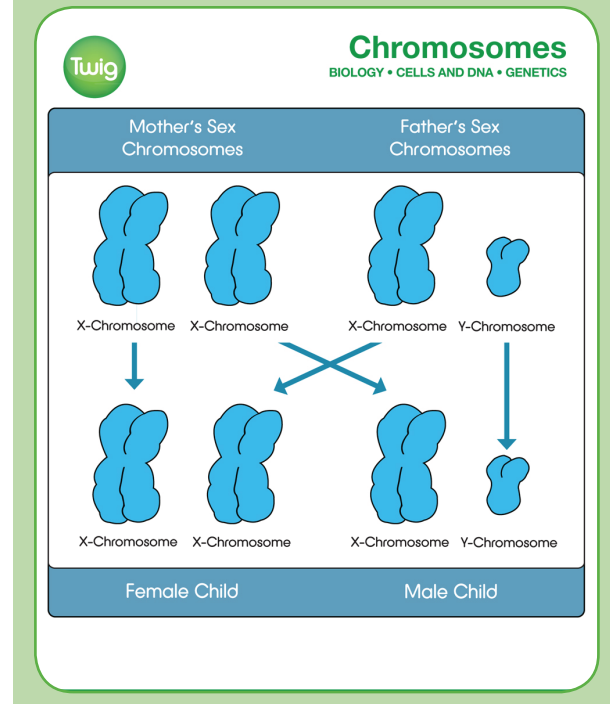 Twig
Chromosomes
BIOLOGY • CELLS AND DNA • GENETICS
Mother's Sex
Chromosomes
Father's Sex
Chromosomes
X-Chromosome X-Chromosome X-Chromosome Y-Chromosome
X-Chromosome X-Chromosome X-Chromosome Y-Chromosome
Female Child Male Child